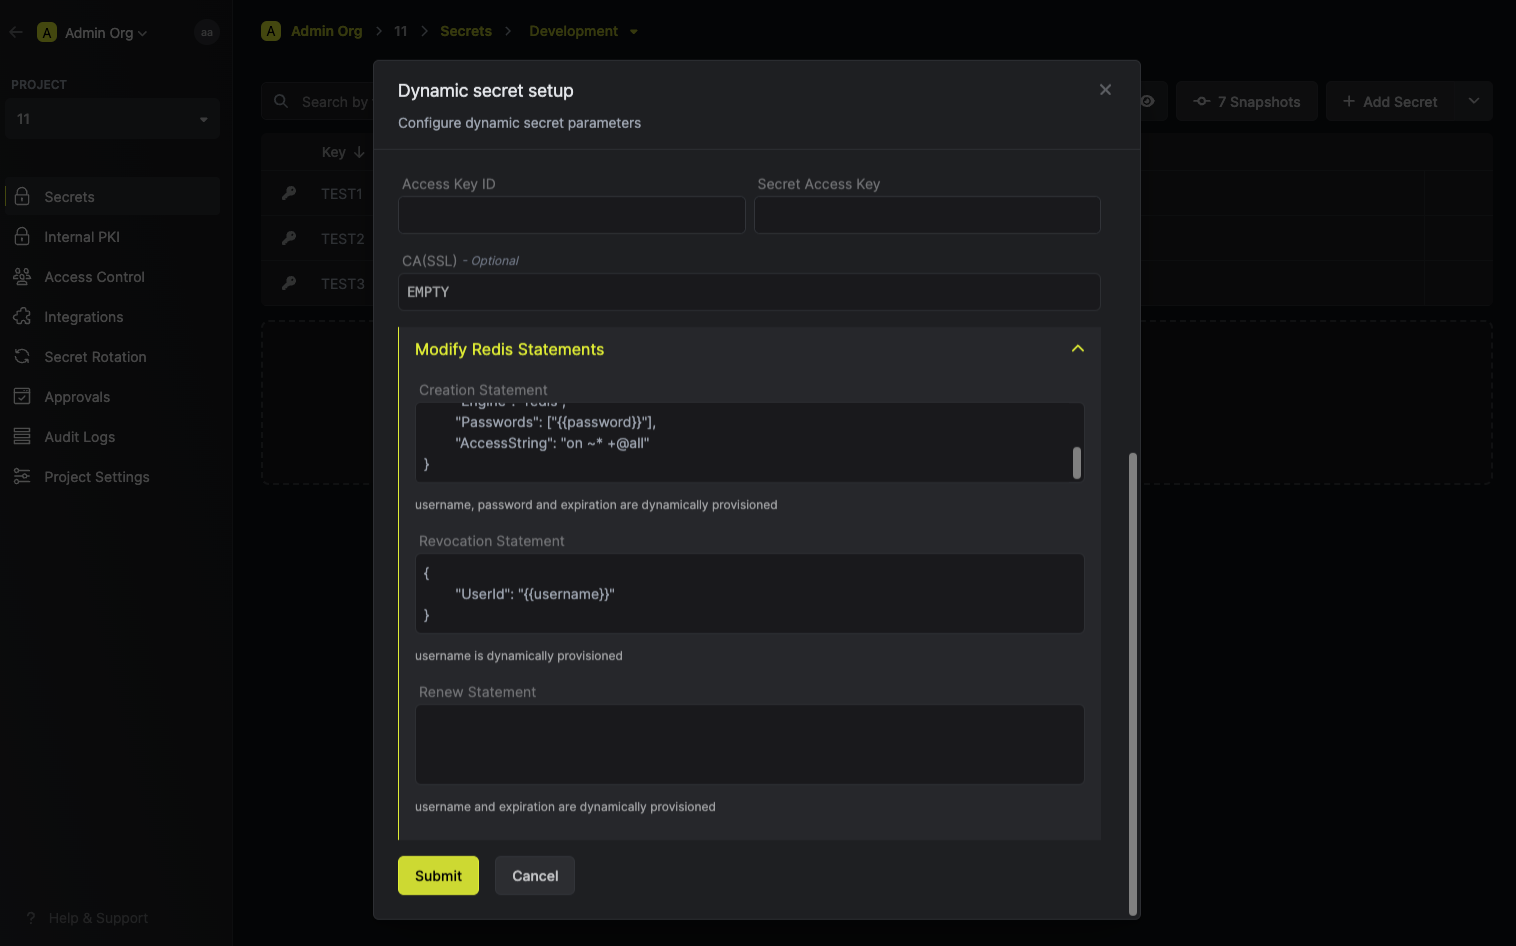 A Admin Org
aa
A Admin Org > 11 > Secrets > Development
PROJECT
11
Secrets
Internal PKI
Access Control
Integrations
Secret Rotation
Approvals
Audit Logs
Project Settings
? Help & Support
Search by
7 Snapshots
+ Add Secret
Key
TEST1
TEST2
TEST3
Dynamic secret setup
Configure dynamic secret parameters
Access Key ID
Secret Access Key
CA(SSL) - Optional
EMPTY
Modify Redis Statements
Creation Statement
"Engine": "redis",
"Passwords": ["{{password}}"],
"AccessString": "on ~* +@all"
}
username, password and expiration are dynamically provisioned
Revocation Statement
{
"UserId": "{{username}}"
}
username is dynamically provisioned
Renew Statement
username and expiration are dynamically provisioned
Submit
Cancel